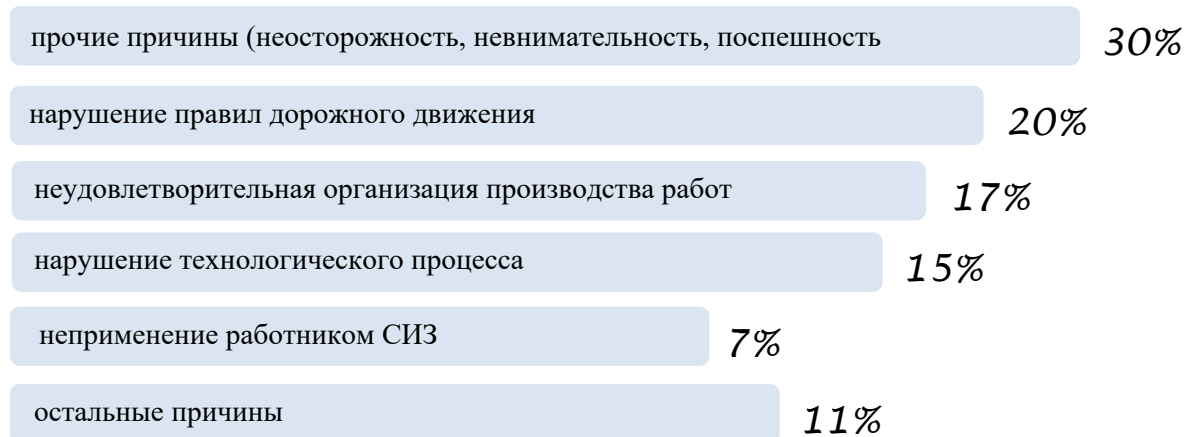 прочие причины (неосторожность, невнимательность, поспешность 30%
нарушение правил дорожного движения 20%
неудовлетворительная организация производства работ 17%
нарушение технологического процесса 15%
неприменение работником СИЗ 7%
остальные причины 11%